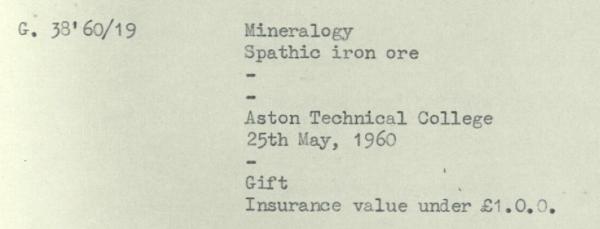 G. 38'60/19 Mineralogy
Spathic iron ore
-
-
Aston Technical College
25th May, 1960
-
Gift
Insurance value under £1.0.0.